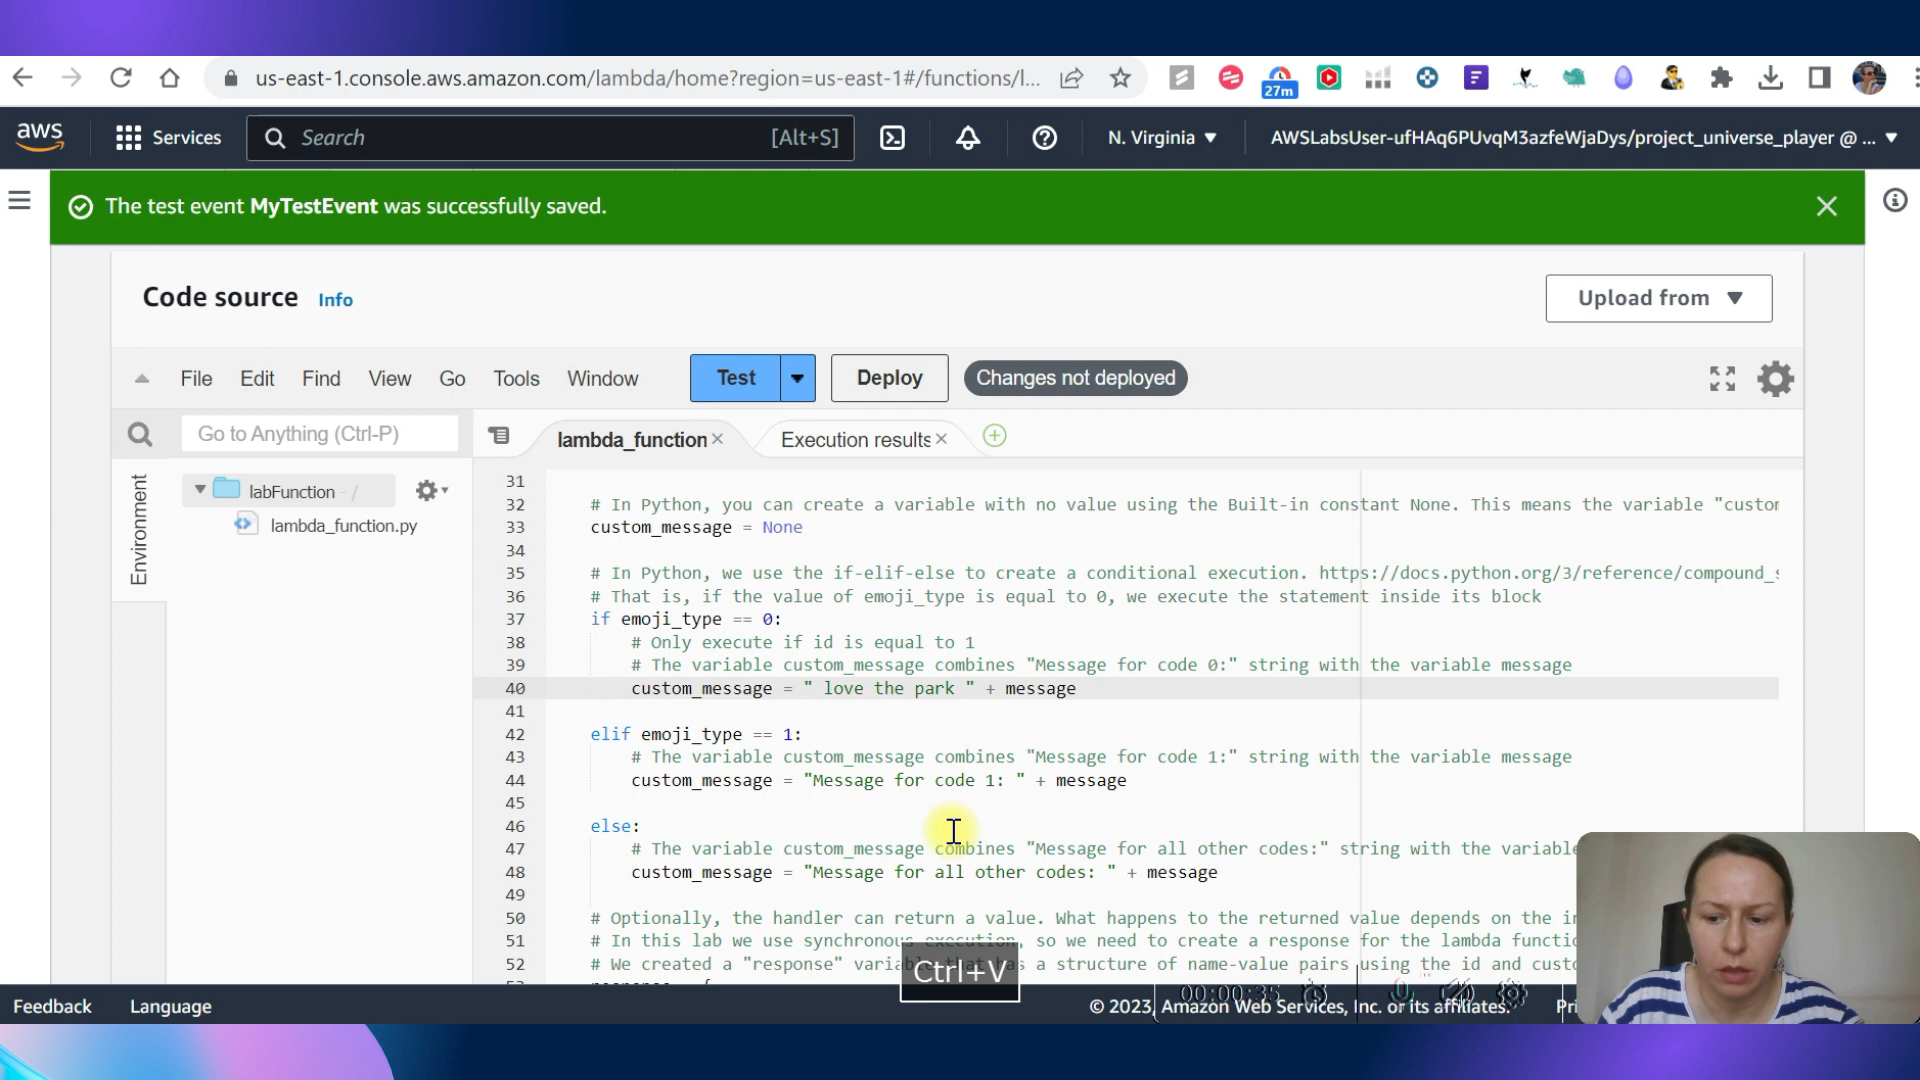 us-east-1.console.aws.amazon.com/lambda/home?region=us-east-1#/functions/l...
27m
aws
Services
Search
[Alt+S]
N. Virginia
AWSLabsUser-ufHAq6PUvqM3azfeWjaDys/project_universe_player @ ...
The test event MyTestEvent was successfully saved.
Code source
Info
Upload from
File
Edit
Find
View
Go
Tools
Window
Test
Deploy
Changes not deployed
Go to Anything (Ctrl-P)
lambda_function
Execution results
Environment
labFunction - /
lambda_function.py
31
32 # In Python, you can create a variable with no value using the Built-in constant None. This means the variable "custom
33 custom_message = None
34
35 # In Python, we use the if-elif-else to create a conditional execution. https://docs.python.org/3/reference/compound_s
36 # That is, if the value of emoji_type is equal to 0, we execute the statement inside its block
37 if emoji_type == 0:
38 # Only execute if id is equal to 1
39 # The variable custom_message combines "Message for code 0:" string with the variable message
40 custom_message = " love the park " + message
41
42 elif emoji_type == 1:
43 # The variable custom_message combines "Message for code 1:" string with the variable message
44 custom_message = "Message for code 1: " + message
45
46 else:
47 # The variable custom_message combines "Message for all other codes:" string with the variable
48 custom_message = "Message for all other codes: " + message
49
50 # Optionally, the handler can return a value. What happens to the returned value depends on the in
51 # In this lab we use synchronous execution, so we need to create a response for the lambda functio
52 # We created a "response" variable that has a structure of name-value pairs using the id and cust
Ctrl+V
00:00:35
Feedback
Language
© 2023, Amazon Web Services, Inc. or its affiliates.
Pri